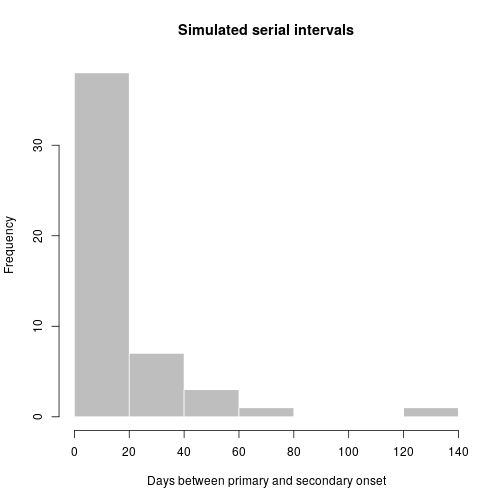 Simulated serial intervals
Frequency
30
20
10
0
0 20 40 60 80 100 120 140
Days between primary and secondary onset